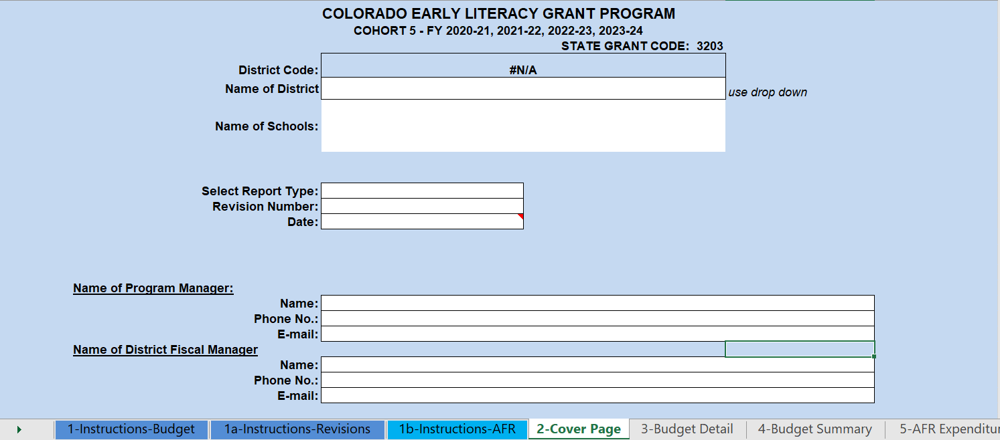 COLORADO EARLY LITERACY GRANT PROGRAM
COHORT 5 - FY 2020-21, 2021-22, 2022-23, 2023-24
STATE GRANT CODE: 3203
District Code: #N/A
Name of District
use drop down
Name of Schools:
Select Report Type:
Revision Number:
Date:
Name of Program Manager:
Name:
Phone No.:
E-mail:
Name of District Fiscal Manager
Name:
Phone No.:
E-mail:
1-Instructions-Budget 1a-Instructions-Revisions 1b-Instructions-AFR 2-Cover Page 3-Budget Detail 4-Budget Summary 5-AFR Expenditur